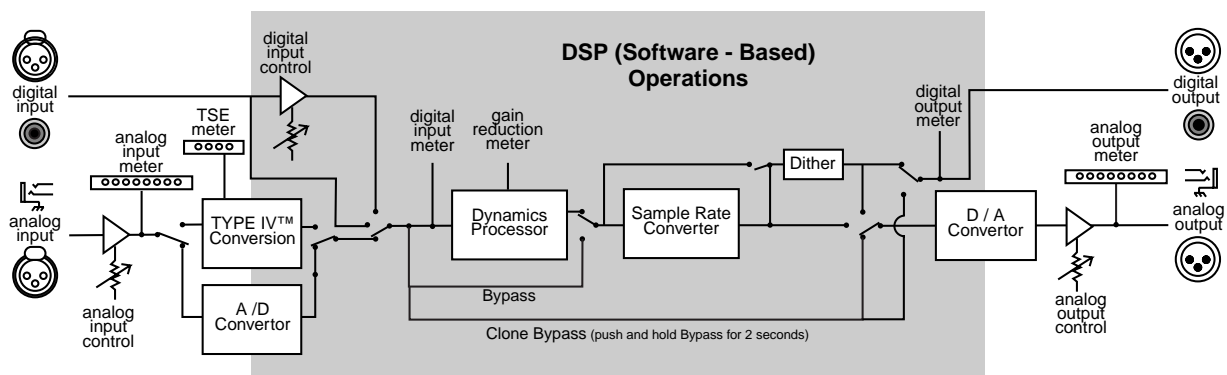 DSP (Software - Based)
Operations
digital
input
TSE
meter
analog
input
meter
analog
input
analog
input
control
digital
input
control
TYPE IV™
Conversion
A /D
Convertor
digital
input
meter
gain
reduction
meter
Dynamics
Processor
Bypass
Clone Bypass (push and hold Bypass for 2 seconds)
Sample Rate
Converter
Dither
digital
output
meter
D / A
Convertor
analog
output
meter
analog
output
control
digital
output
analog
output